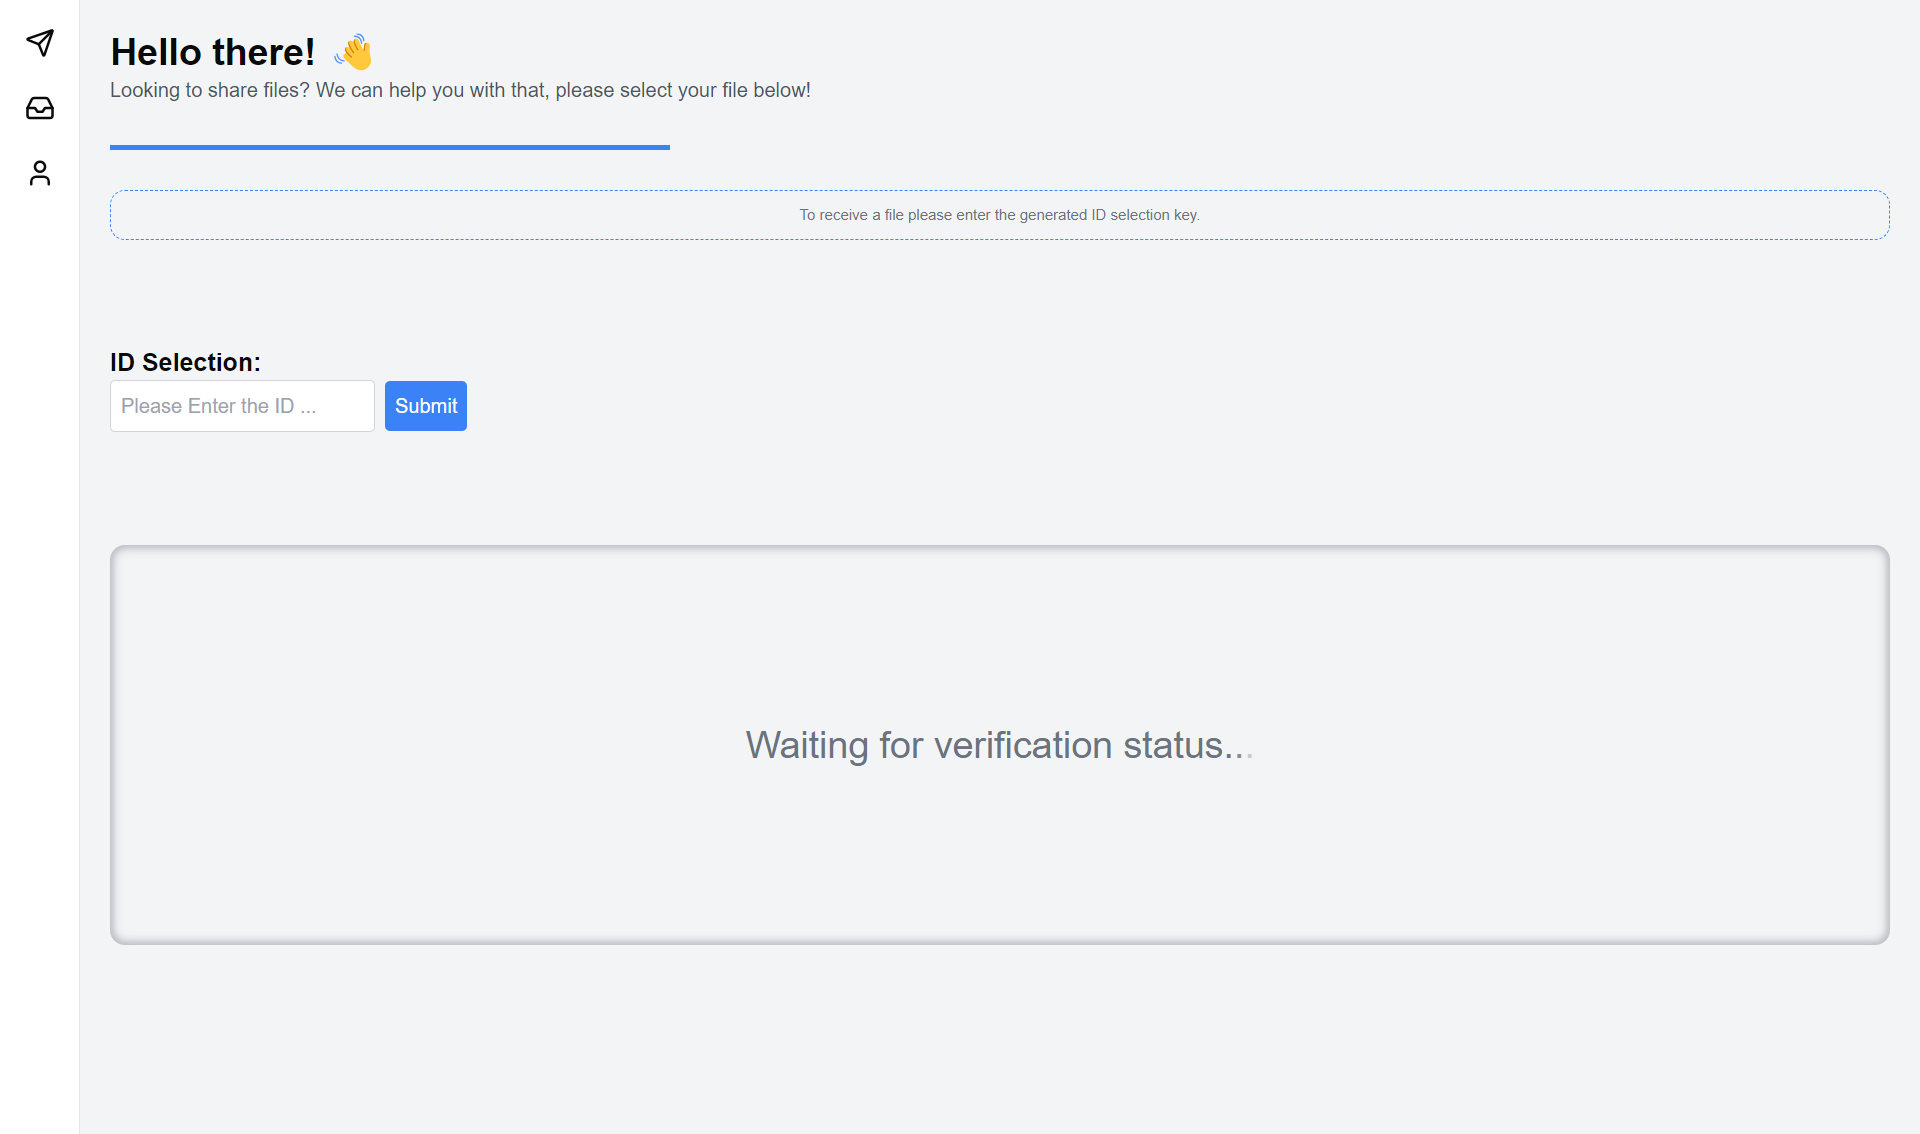 Hello there! 👋
Looking to share files? We can help you with that, please select your file below!
To receive a file please enter the generated ID selection key.
ID Selection:
Please Enter the ID ...
Submit
Waiting for verification status...